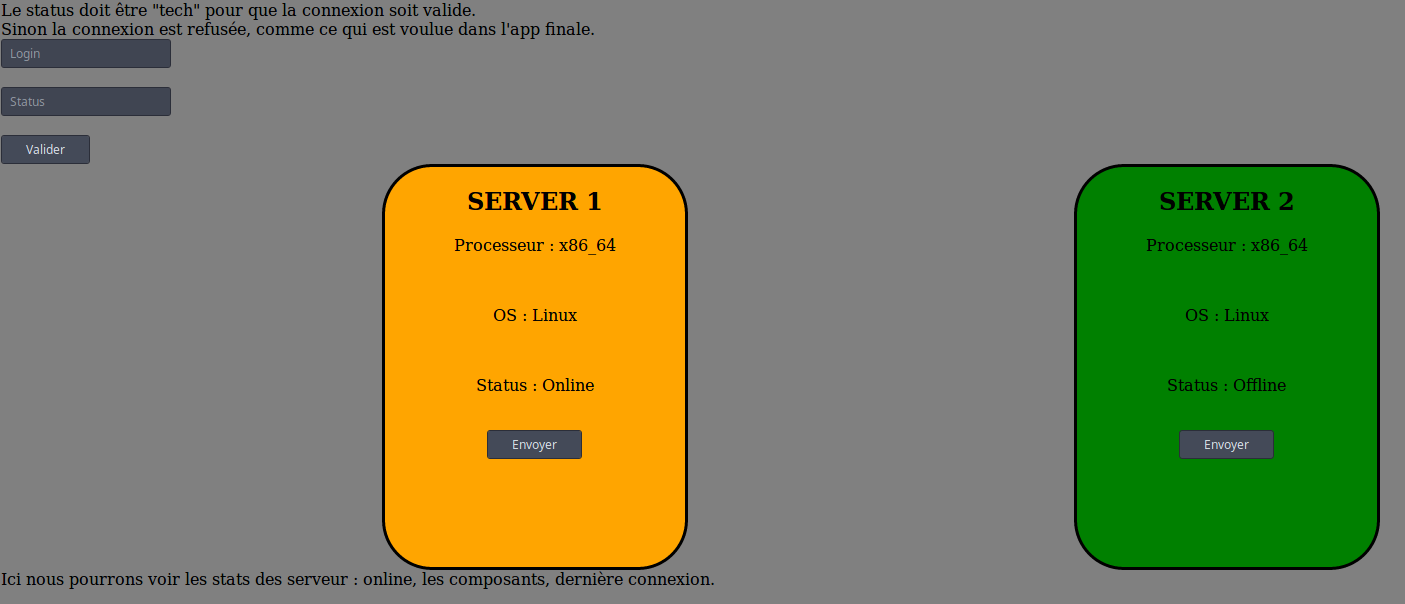 Le status doit être "tech" pour que la connexion soit valide.
Sinon la connexion est refusée, comme ce qui est voulue dans l'app finale.
Login
Status
Valider
SERVER 1
Processeur : x86_64
OS : Linux
Status : Online
Envoyer
SERVER 2
Processeur : x86_64
OS : Linux
Status : Offline
Envoyer
Ici nous pourrons voir les stats des serveur : online, les composants, dernière connexion.